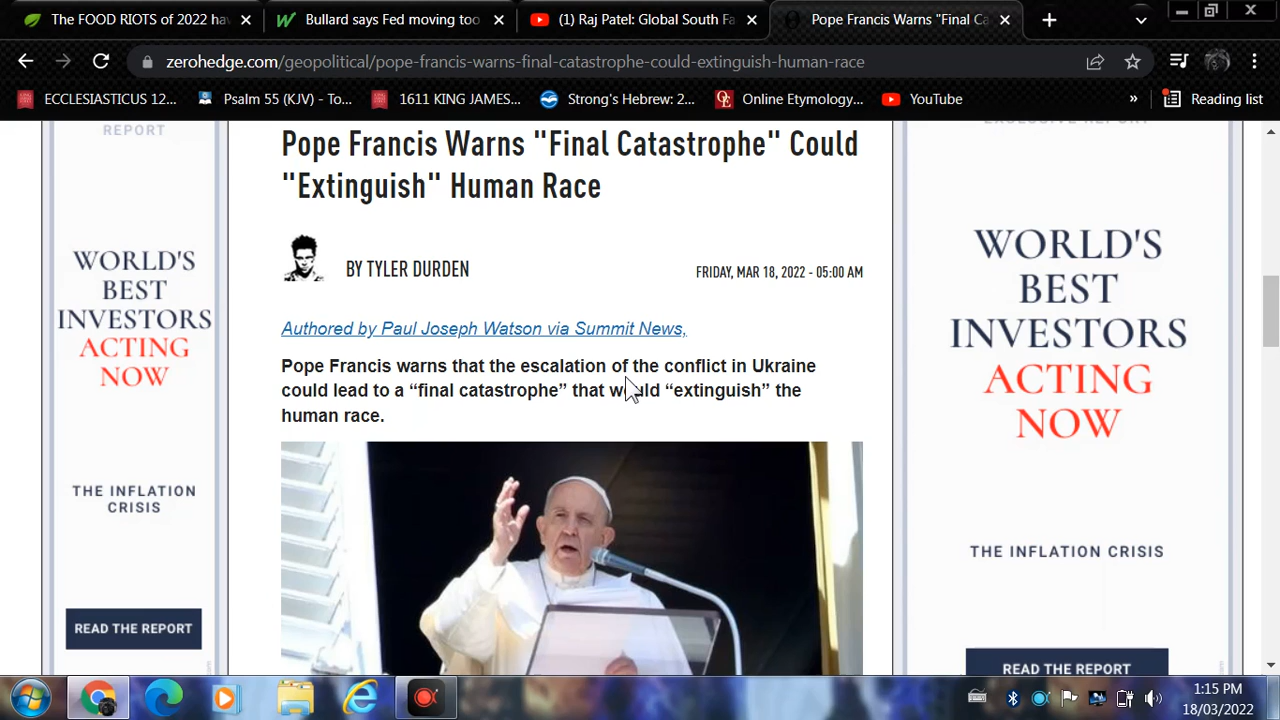 The FOOD RIOTS of 2022 hav
Bullard says Fed moving too
(1) Raj Patel: Global South Fa
Pope Francis Warns "Final Ca
zerohedge.com/geopolitical/pope-francis-warns-final-catastrophe-could-extinguish-human-race
ECCLESIASTICUS 12...
Psalm 55 (KJV) - To...
1611 KING JAMES...
Strong's Hebrew: 2...
Online Etymology...
YouTube
»
Reading list
REPORT
WORLD'S
BEST
INVESTORS
ACTING
NOW
THE INFLATION
CRISIS
READ THE REPORT
Pope Francis Warns "Final Catastrophe" Could
"Extinguish" Human Race
BY TYLER DURDEN
FRIDAY, MAR 18, 2022 - 05:00 AM
Authored by Paul Joseph Watson via Summit News,
Pope Francis warns that the escalation of the conflict in Ukraine
could lead to a “final catastrophe” that would “extinguish” the
human race.
EXCLUSIVE REPORT
WORLD'S
BEST
INVESTORS
ACTING
NOW
THE INFLATION CRISIS
READ THE REPORT
1:15 PM
18/03/2022